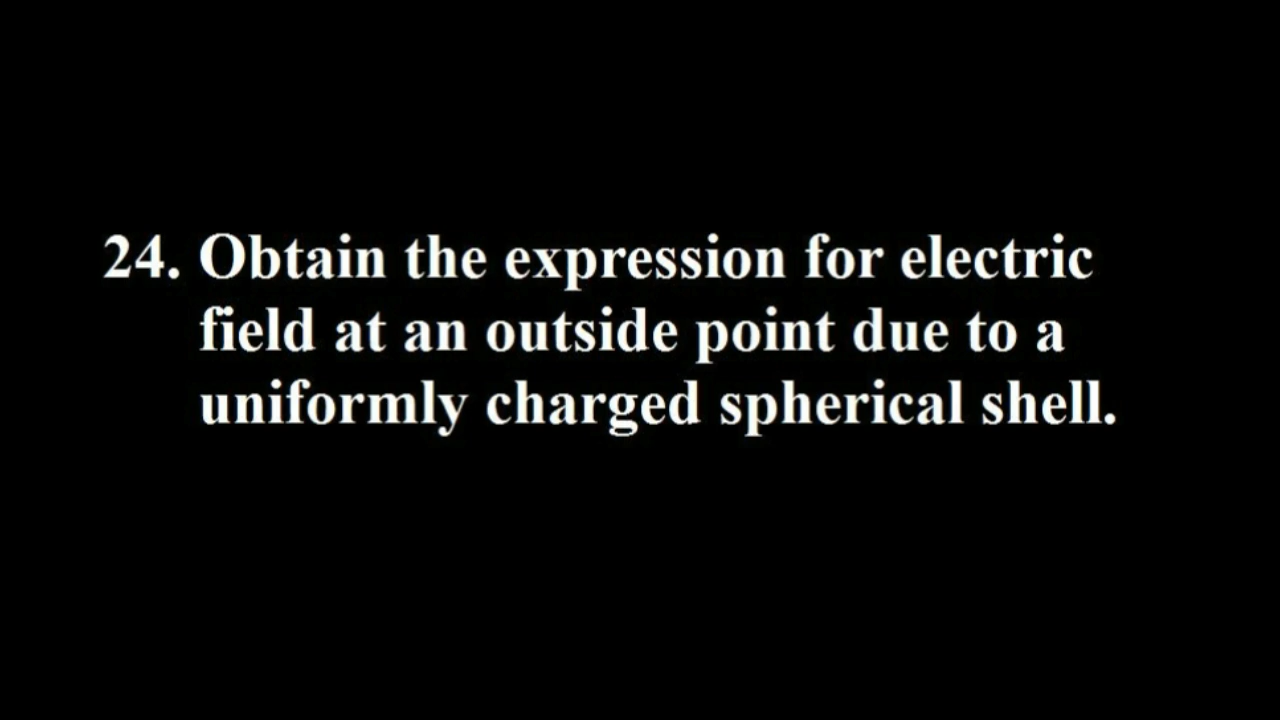 24. Obtain the expression for electric
field at an outside point due to a
uniformly charged spherical shell.